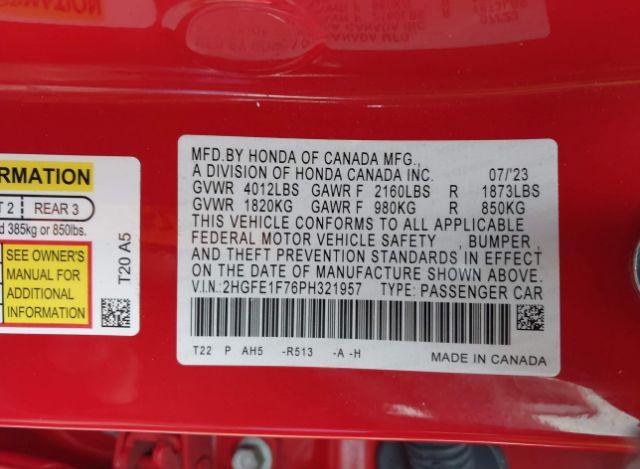 RMATION
T 2 | REAR 3
d 385kg or 850lbs.
SEE OWNER'S
MANUAL FOR
ADDITIONAL
INFORMATION
T20 A5
MFD.BY HONDA OF CANADA MFG.,
A DIVISION OF HONDA CANADA INC. 07/'23
GVWR 4012LBS GAWR F 2160LBS R 1873LBS
GVWR 1820KG GAWR F 980KG R 850KG
THIS VEHICLE CONFORMS TO ALL APPLICABLE
FEDERAL MOTOR VEHICLE SAFETY , BUMPER ,
AND THEFT PREVENTION STANDARDS IN EFFECT
ON THE DATE OF MANUFACTURE SHOWN ABOVE.
V.I.N.:2HGFE1F76PH321957 TYPE: PASSENGER CAR
T22 P AH5 -R513 -A -H
MADE IN CANADA